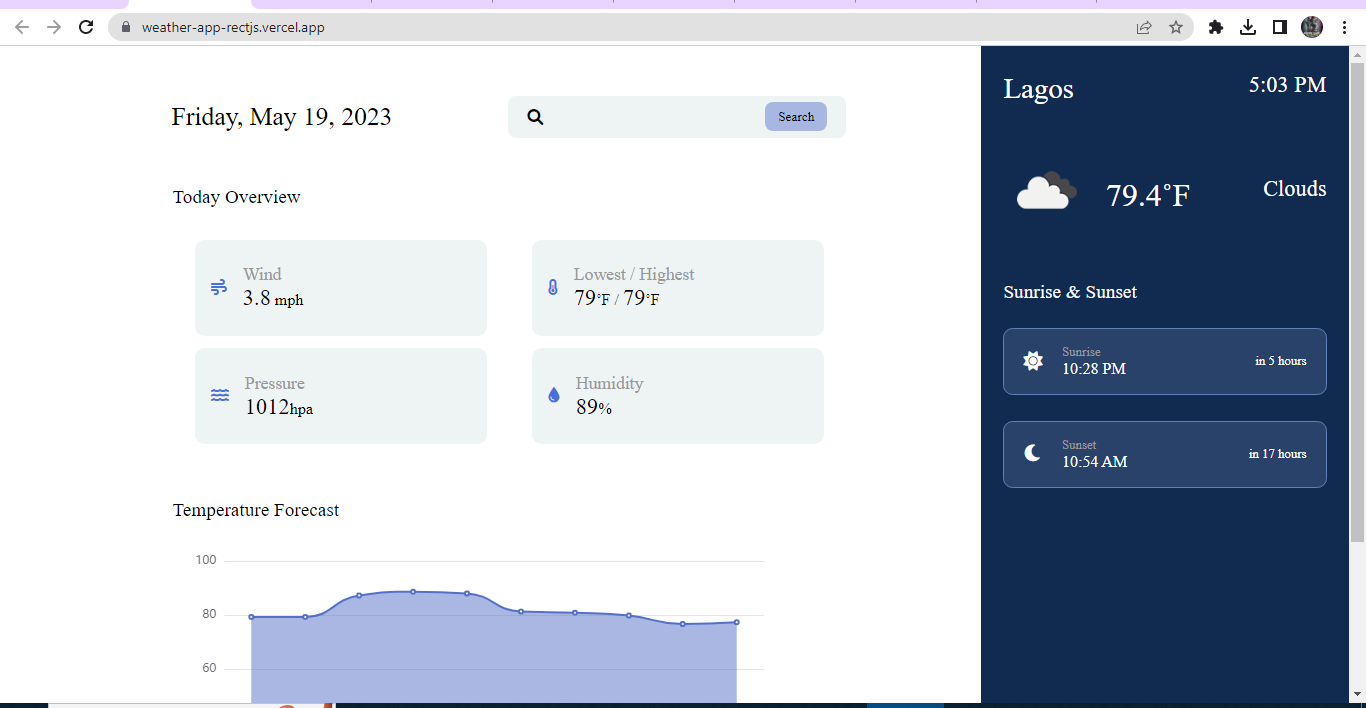 weather-app-rectjs.vercel.app
Friday, May 19, 2023
Search
Today Overview
Wind
3.8 mph
Lowest / Highest
79°F / 79°F
Pressure
1012hpa
Humidity
89%
Temperature Forecast
100
80
60
Lagos
5:03 PM
79.4°F
Clouds
Sunrise & Sunset
Sunrise
10:28 PM
in 5 hours
Sunset
10:54 AM
in 17 hours